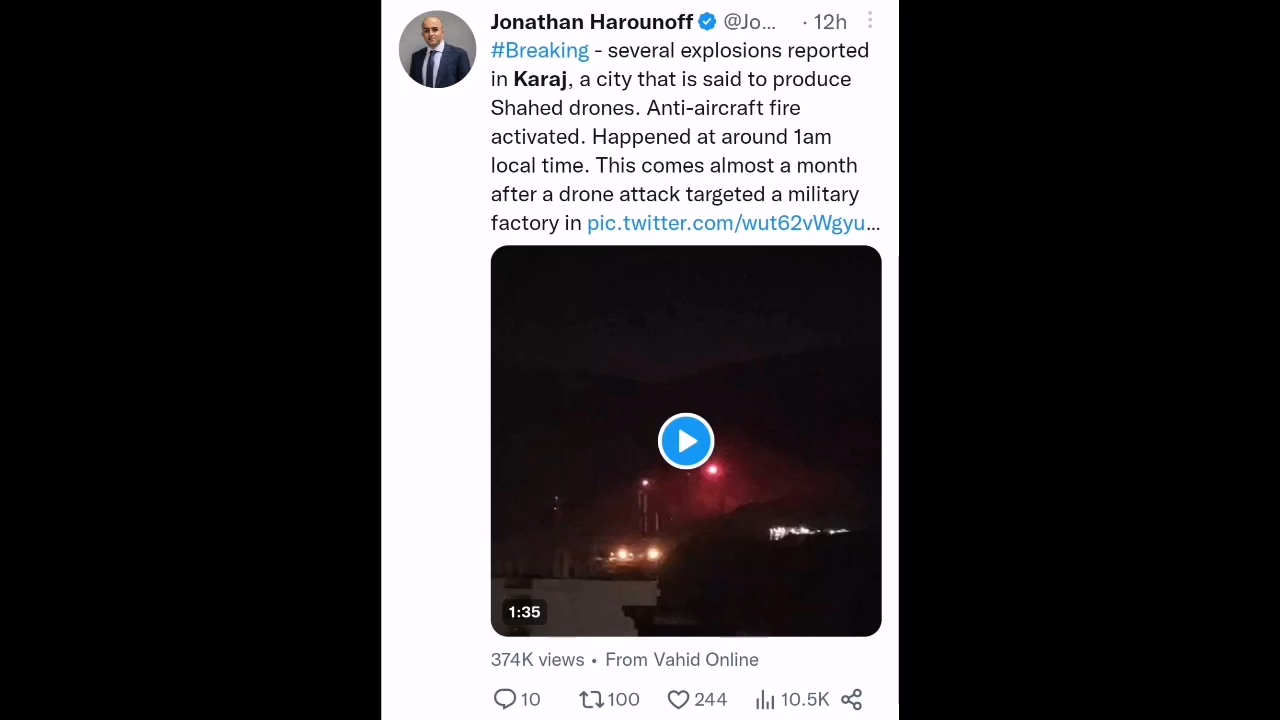 Jonathan Harounoff @Jo... · 12h
#Breaking - several explosions reported
in Karaj, a city that is said to produce
Shahed drones. Anti-aircraft fire
activated. Happened at around 1am
local time. This comes almost a month
after a drone attack targeted a military
factory in pic.twitter.com/wut62vWgyu...
1:35
374K views • From Vahid Online
10 100 244 10.5K